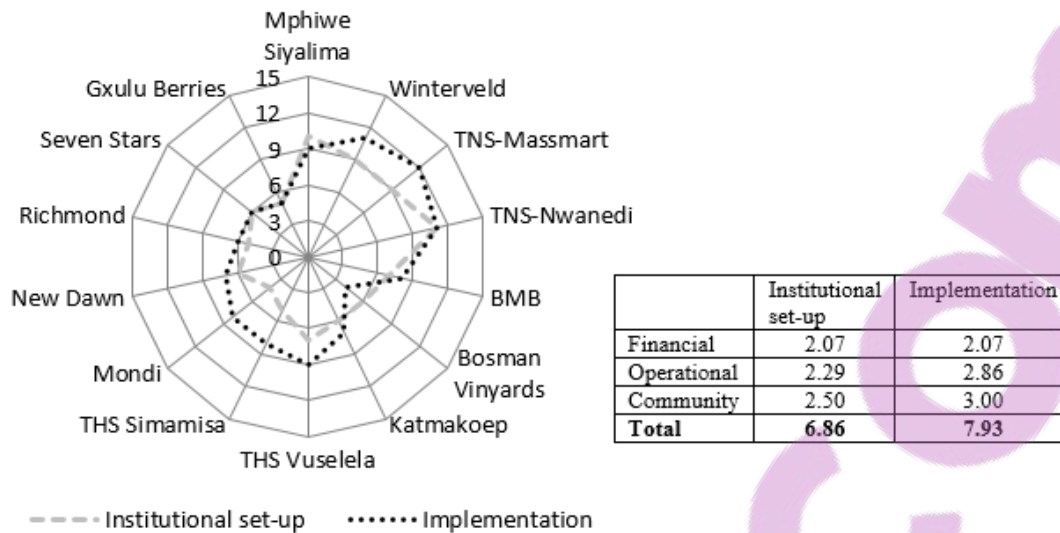 Mphiwe
Siyalima
Winterveld
TNS-Massmart
TNS-Nwanedi
BMB
Bosman
Vinyards
Katmakoep
THS Vuselela
THS Simamisa
Mondi
New Dawn
Richmond
Seven Stars
Gxulu Berries
15
12
9
6
3
0
Institutional set-up Implementation
Institutional Implementation
set-up
Financial 2.07 2.07
Operational 2.29 2.86
Community 2.50 3.00
Total 6.86 7.93
com